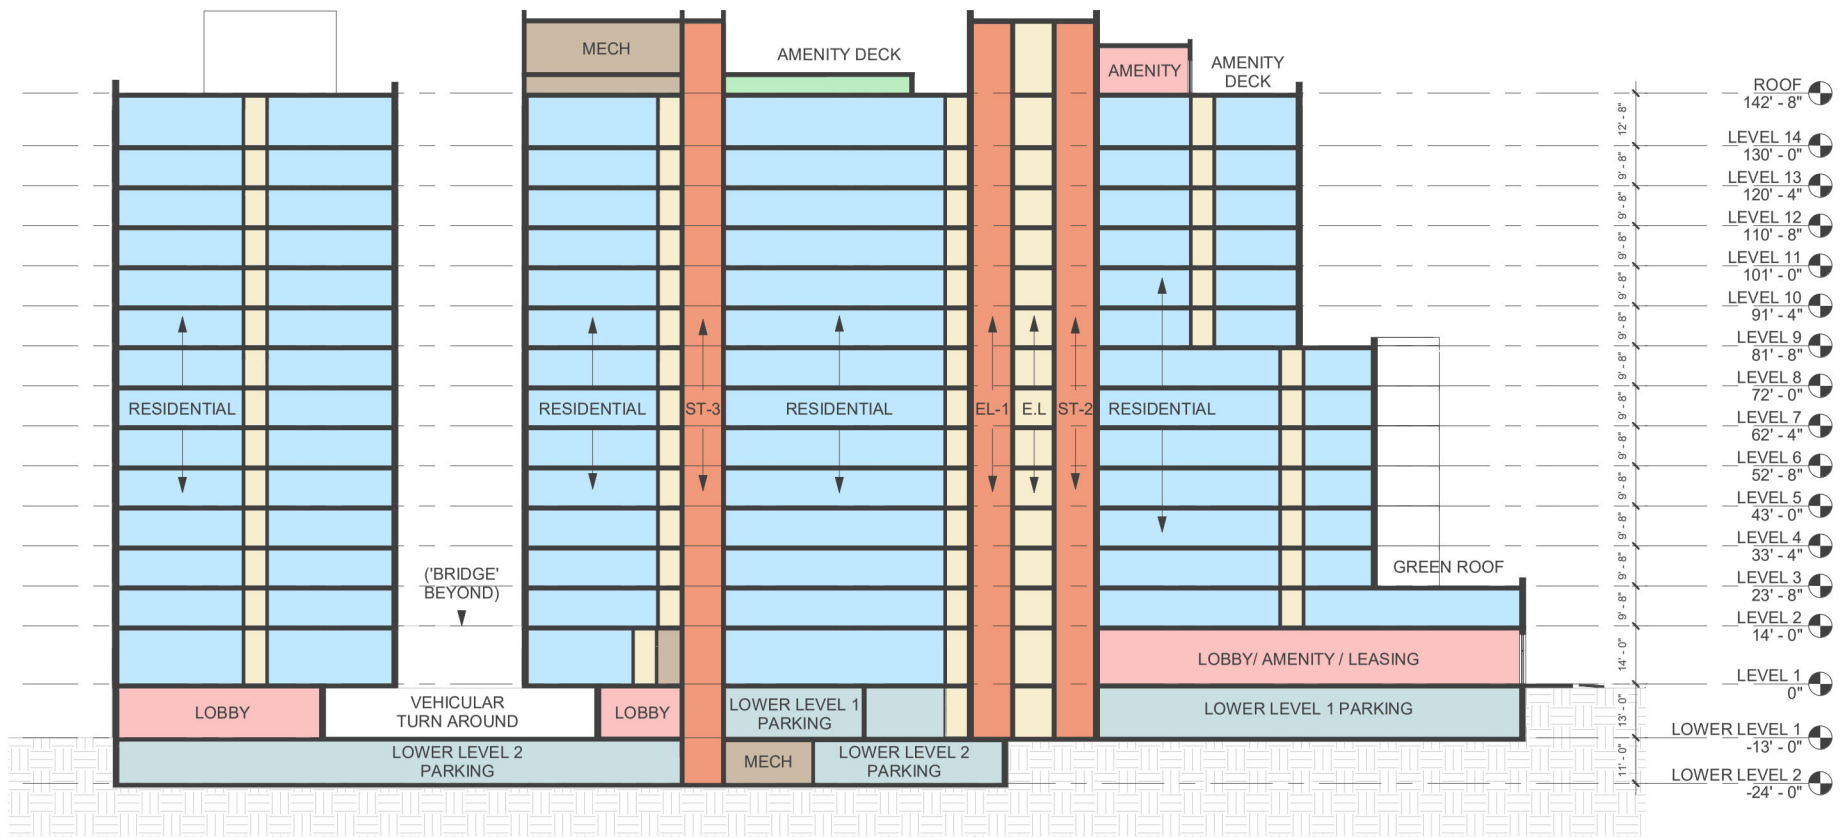 MECH
AMENITY DECK
AMENITY
AMENITY
DECK
RESIDENTIAL
RESIDENTIAL
ST-3
RESIDENTIAL
EL-1
E.L
ST-2
RESIDENTIAL
('BRIDGE'
BEYOND)
GREEN ROOF
LOBBY/ AMENITY / LEASING
LOBBY
VEHICULAR
TURN AROUND
LOBBY
LOWER LEVEL 1
PARKING
LOWER LEVEL 1 PARKING
LOWER LEVEL 2
PARKING
MECH
LOWER LEVEL 2
PARKING
12' - 8"
9' - 8"
9' - 8"
9' - 8"
9' - 8"
9' - 8"
9' - 8"
9' - 8"
9' - 8"
9' - 8"
9' - 8"
9' - 8"
9' - 8"
9' - 8"
14' - 0"
13' - 0"
11' - 0"
ROOF
142' - 8"
LEVEL 14
130' - 0"
LEVEL 13
120' - 4"
LEVEL 12
110' - 8"
LEVEL 11
101' - 0"
LEVEL 10
91' - 4"
LEVEL 9
81' - 8"
LEVEL 8
72' - 0"
LEVEL 7
62' - 4"
LEVEL 6
52' - 8"
LEVEL 5
43' - 0"
LEVEL 4
33' - 4"
LEVEL 3
23' - 8"
LEVEL 2
14' - 0"
LEVEL 1
0"
LOWER LEVEL 1
-13' - 0"
LOWER LEVEL 2
-24' - 0"